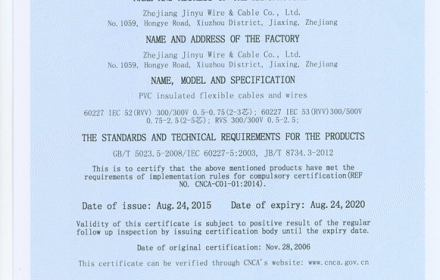 Zhejiang Jinyu Wire & Cable Co., Ltd.
No.1059, Hongye Road, Xiuzhou District, Jiaxing, Zhejiang
NAME AND ADDRESS OF THE FACTORY
Zhejiang Jinyu Wire & Cable Co., Ltd.
No.1059, Hongye Road, Xiuzhou District, Jiaxing, Zhejiang
NAME, MODEL AND SPECIFICATION
PVC insulated flexible cables and wires
60227 IEC 52(RVV) 300/300V 0.5-0.75(2-3芯); 60227 IEC 53(RVV)300/500V
0.75-2.5(2-5芯); RVS 300/300V 0.5-2.5;
THE STANDARDS AND TECHNICAL REQUIREMENTS FOR THE PRODUCTS
GB/T 5023.5-2008/IEC 60227-5:2003, JB/T 8734.3-2012
This is to certify that the above mentioned products have met the
requirements of implementation rules for compulsory certification(REF
NO. CNCA-C01-01:2014).
Date of issue: Aug.24,2015 Date of expiry: Aug.24,2020
Validity of this certificate is subject to positive result of the regular
follow up inspection by issuing certification body until the expiry date.
Date of original certification: Nov.28,2006
This certificate can be verified through CNCA's website: www.cnca.gov.cn